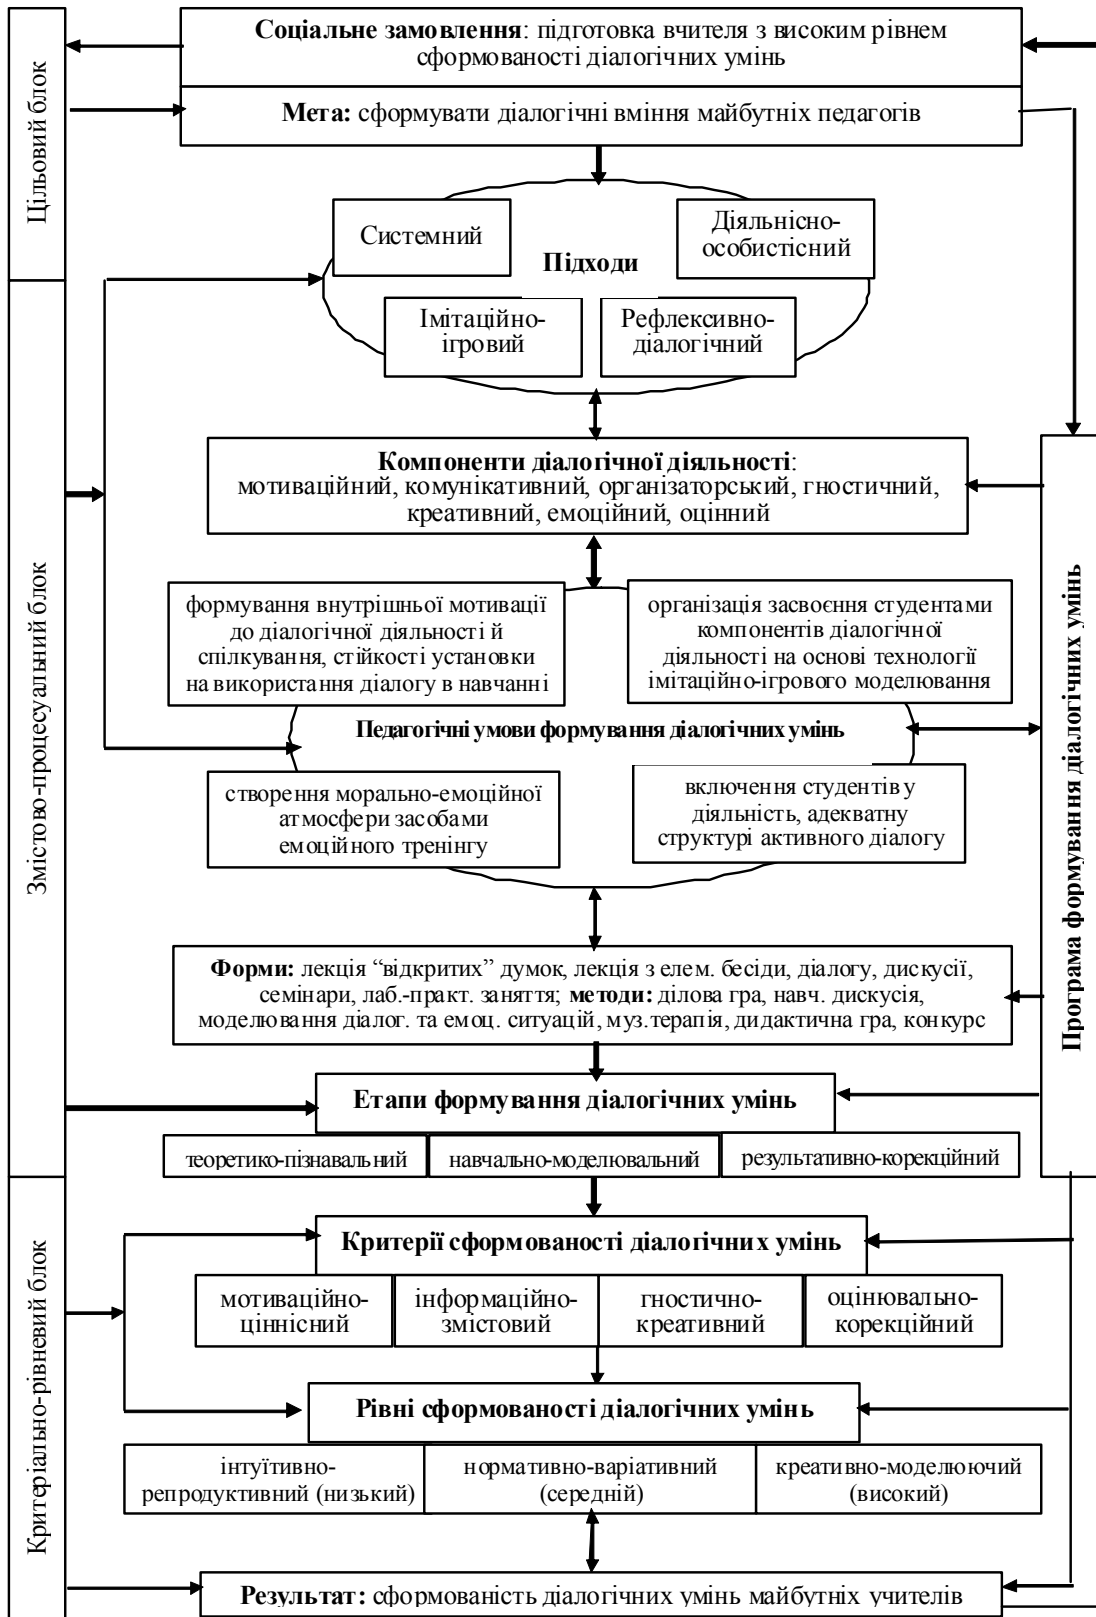 Цільовий блок
Соціальне замовлення: підготовка вчителя з високим рівнем
сформованості діалогічних умінь
Мета: сформувати діалогічні вміння майбутніх педагогів
Системний
Діяльнісно-
особистісний
Підходи
Імітаційно-
ігровий
Рефлексивно-
діалогічний
Змістово-процесуальний блок
Компоненти діалогічної діяльності:
мотиваційний, комунікативний, організаторський, гностичний,
креативний, емоційний, оцінний
формування внутрішньої мотивації
до діалогічної діяльності й
спілкування, стійкості установки
на використання діалогу в навчанні
організація засвоєння студентами
компонентів діалогічної
діяльності на основі технології
імітаційно-ігрового моделювання
Педагогічні умови формування діалогічних умінь
створення морально-емоційної
атмосфери засобами
емоційного тренінгу
включення студентів у
діяльність, адекватну
структурі активного діалогу
Програма формування діалогічних умінь
Форми: лекція “відкритих” думок, лекція з елем. бесіди, діалогу, дискусії,
семінари, лаб.-практ. заняття; методи: ділова гра, навч. дискусія,
моделювання діалог. та емоц. ситуацій, муз.терапія, дидактична гра, конкурс
Етапи формування діалогічних умінь
теоретико-пізнавальний
навчально-моделювальний
результативно-корекційний
Критеріально-рівневий блок
Критерії сформованості діалогічних умінь
мотиваційно-
ціннісний
інформаційно-
змістовий
гностично-
креативний
оцінювально-
корекційний
Рівні сформованості діалогічних умінь
інтуїтивно-
репродуктивний (низький)
нормативно-варіативний
(середній)
креативно-моделюючий
(високий)
Результат: сформованість діалогічних умінь майбутніх учителів